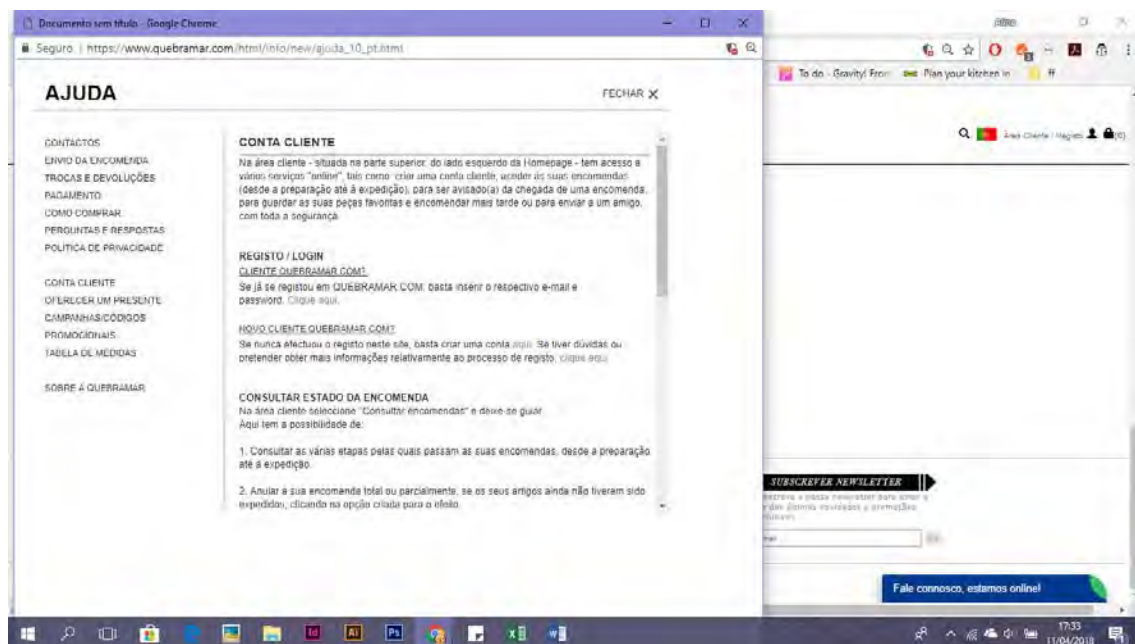 Documento sem título - Google Chrome
Seguro | https://www.quebramar.com/html/info/new/ajuda_10_pt.html
To do - Gravity! Fron
Plan your kitchen in
AJUDA
FECHAR X
CONTACTOS
ENVIO DA ENCOMENDA
TROCAS E DEVOLUÇÕES
PAGAMENTO
COMO COMPRAR
PERGUNTAS E RESPOSTAS
POLITICA DE PRIVACIDADE
CONTA CLIENTE
OFERECER UM PRESENTE
CAMPANHAS/CÓDIGOS
PROMOCIONAIS
TABELA DE MEDIDAS
SOBRE A QUEBRAMAR
CONTA CLIENTE
Na área cliente - situada na parte superior, do lado esquerdo da Homepage - tem acesso a
vários serviços "online", tais como: criar uma conta cliente, aceder às suas encomendas
(desde a preparação até à expedição), para ser avisado(a) da chegada de uma encomenda,
para guardar as suas peças favoritas e encomendar mais tarde ou para enviar a um amigo,
com toda a segurança.
REGISTO / LOGIN
CLIENTE QUEBRAMAR.COM?
Se já se registou em QUEBRAMAR.COM, basta inserir o respectivo e-mail e
password. Clique aqui.
NOVO CLIENTE QUEBRAMAR.COM?
Se nunca efectuou o registo neste site, basta criar uma conta aqui. Se tiver dúvidas ou
pretender obter mais informações relativamente ao processo de registo, clique aqui
CONSULTAR ESTADO DA ENCOMENDA
Na área cliente seleccione "Consultar encomendas" e deixe-se guiar.
Aqui tem a possibilidade de:
1. Consultar as várias etapas pelas quais passam as suas encomendas, desde a preparação
até à expedição.
2. Anular a sua encomenda total ou parcialmente, se os seus artigos ainda não tiverem sido
expedidos, clicando na opção criada para o efeito.
Área Cliente / Registo (0)
SUBSCREVER NEWSLETTER
Fale connosco, estamos online!
17:33
11/04/2018